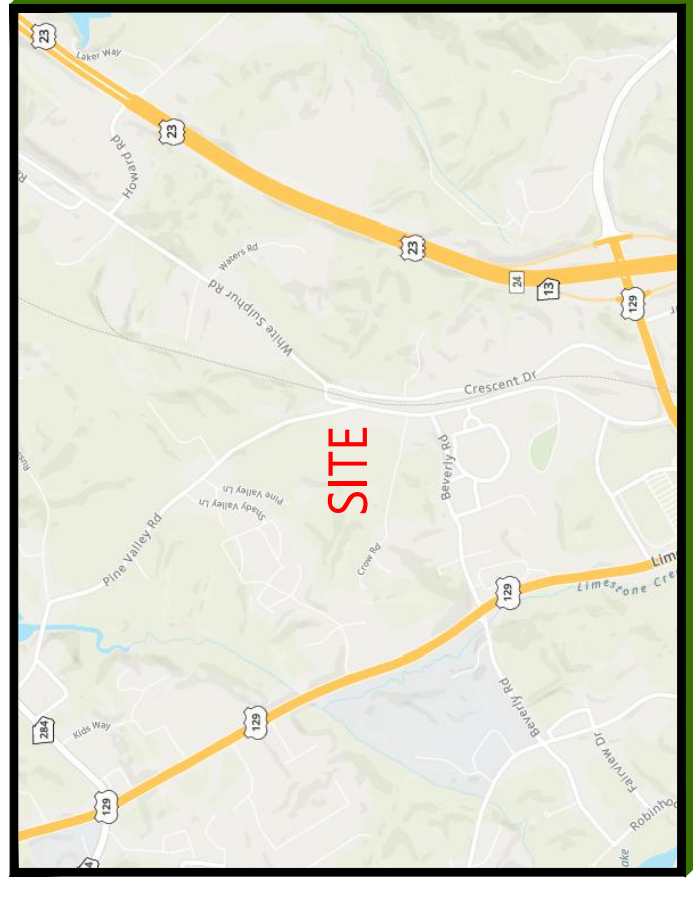 23
Laker Way
23
Howard Rd
Waters Rd
23
24
13
129
White Sulphur Rd
Crescent Dr
SITE
Beverly Rd
Pine Valley Ln
Shady Valley Ln
Pine Valley Rd
Crow Rd
129
Limestone Cre
Beverly Rd
284
Kids Way
129
129
Fairview Dr
Robinho
ake